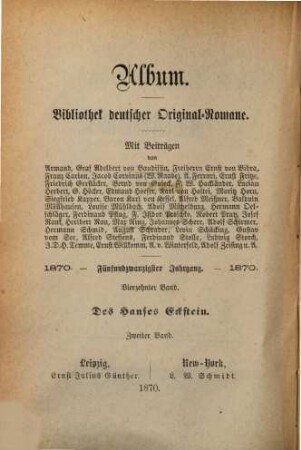 Album.
Bibliothek deutscher Original-Romane.
Mit Beiträgen
von
Armand, Graf Adelbert von Baudissin, Freiherrn Ernst von Bibra,
Franz Carion, Jacob Corvinus (W. Raabe), A. Ferrari, Ernst Fritze,
Friedrich Gerstäcker, Bernd von Guseck, F. W. Hackländer, Lucian
Herbert, G. Höcker, Edmund Hoefer, Karl von Holtei, Moritz Horn,
Siegfried Kapper, Baron Karl von Kessel, Alfred Meißner, Balduin
Möllhausen, Louise Mühlbach, Adolf Mützelburg, Hermann Oel-
schläger, Ferdinand Pflug, F. Isidor Proschko, Robert Prutz, Josef
Rank, Heribert Rau, Max Ring, Johannes Scherr, Adolf Schirmer,
Hermann Schmid, August Schrader, Levin Schücking, Gustav
vom See, Alfred Steffens, Ferdinand Stolle, Ludwig Storch,
J. D. H. Temme, Ernst Willkomm, A. v. Winterfeld, Adolf Zeising u. A.
1870 — Fünfundzwanzigster Jahrgang. — 1870.
Vierzehnter Band.
Des Hauses Eckstein.
Zweiter Band.
Leipzig, New-York,
Ernst Julius Günther. L. W. Schmidt.
1870.